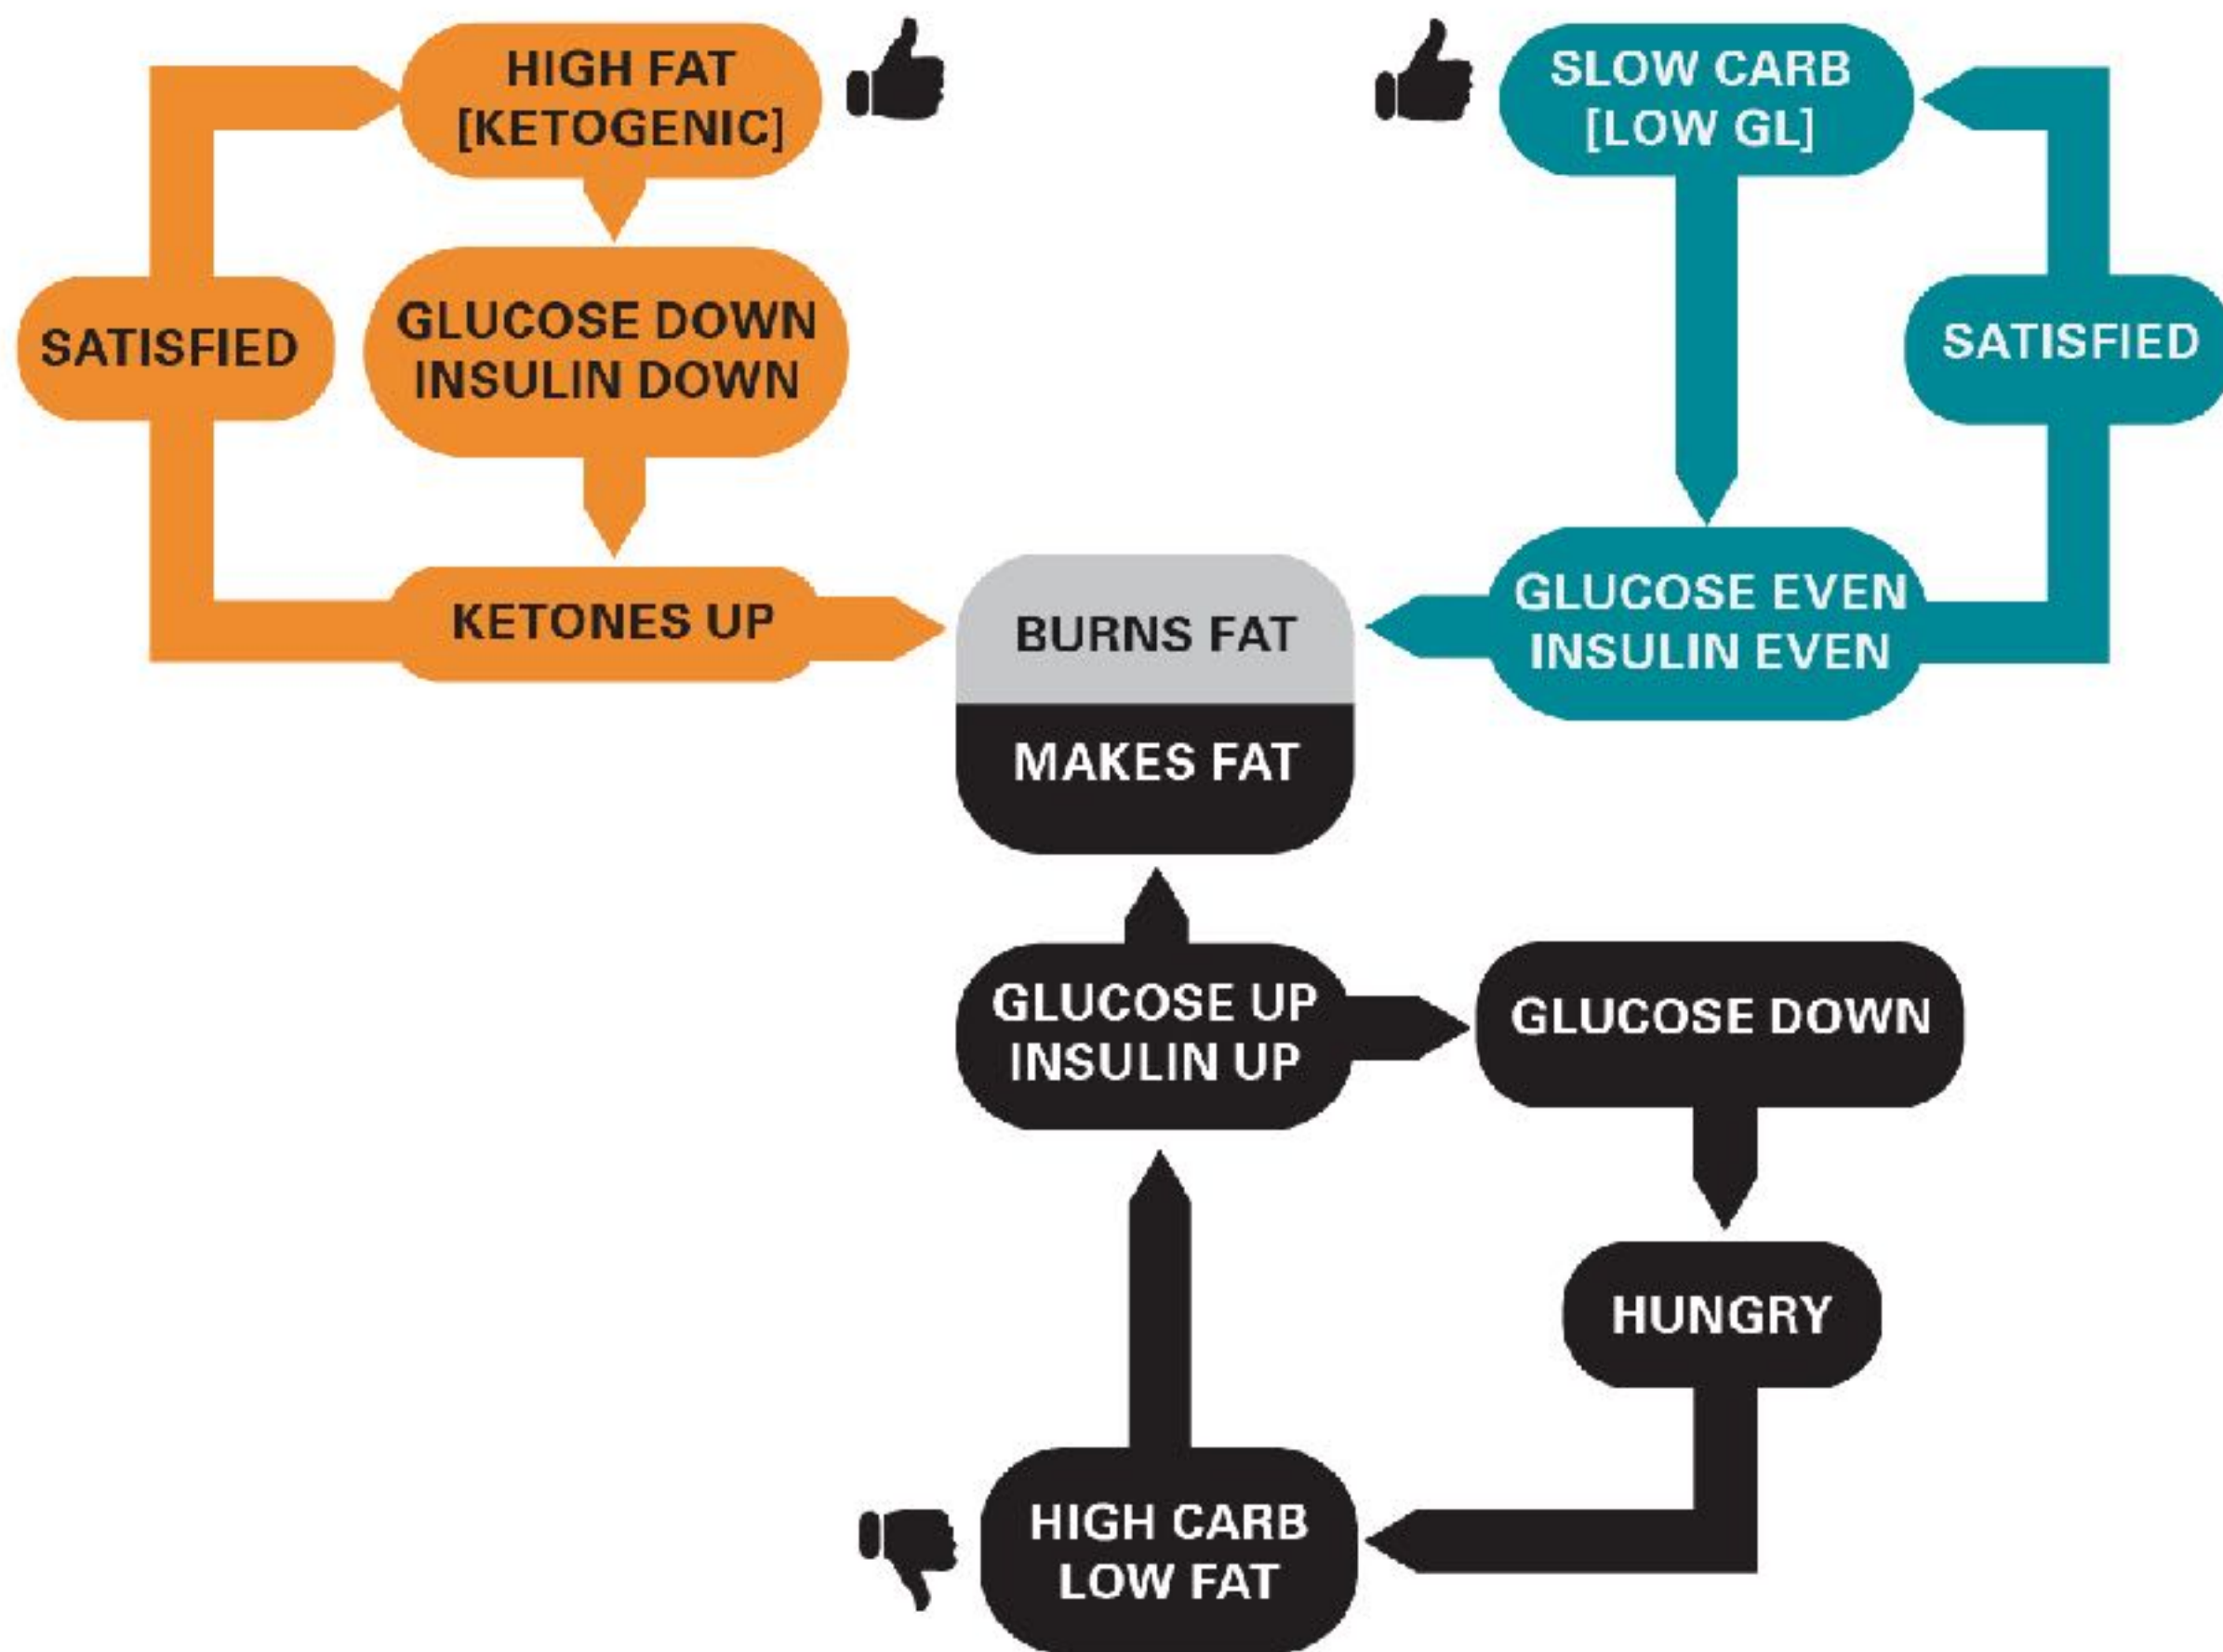 HIGH FAT
[KETOGENIC]
SLOW CARB
[LOW GL]
SATISFIED
GLUCOSE DOWN
INSULIN DOWN
SATISFIED
KETONES UP
BURNS FAT
GLUCOSE EVEN
INSULIN EVEN
MAKES FAT
GLUCOSE UP
INSULIN UP
GLUCOSE DOWN
HUNGRY
HIGH CARB
LOW FAT